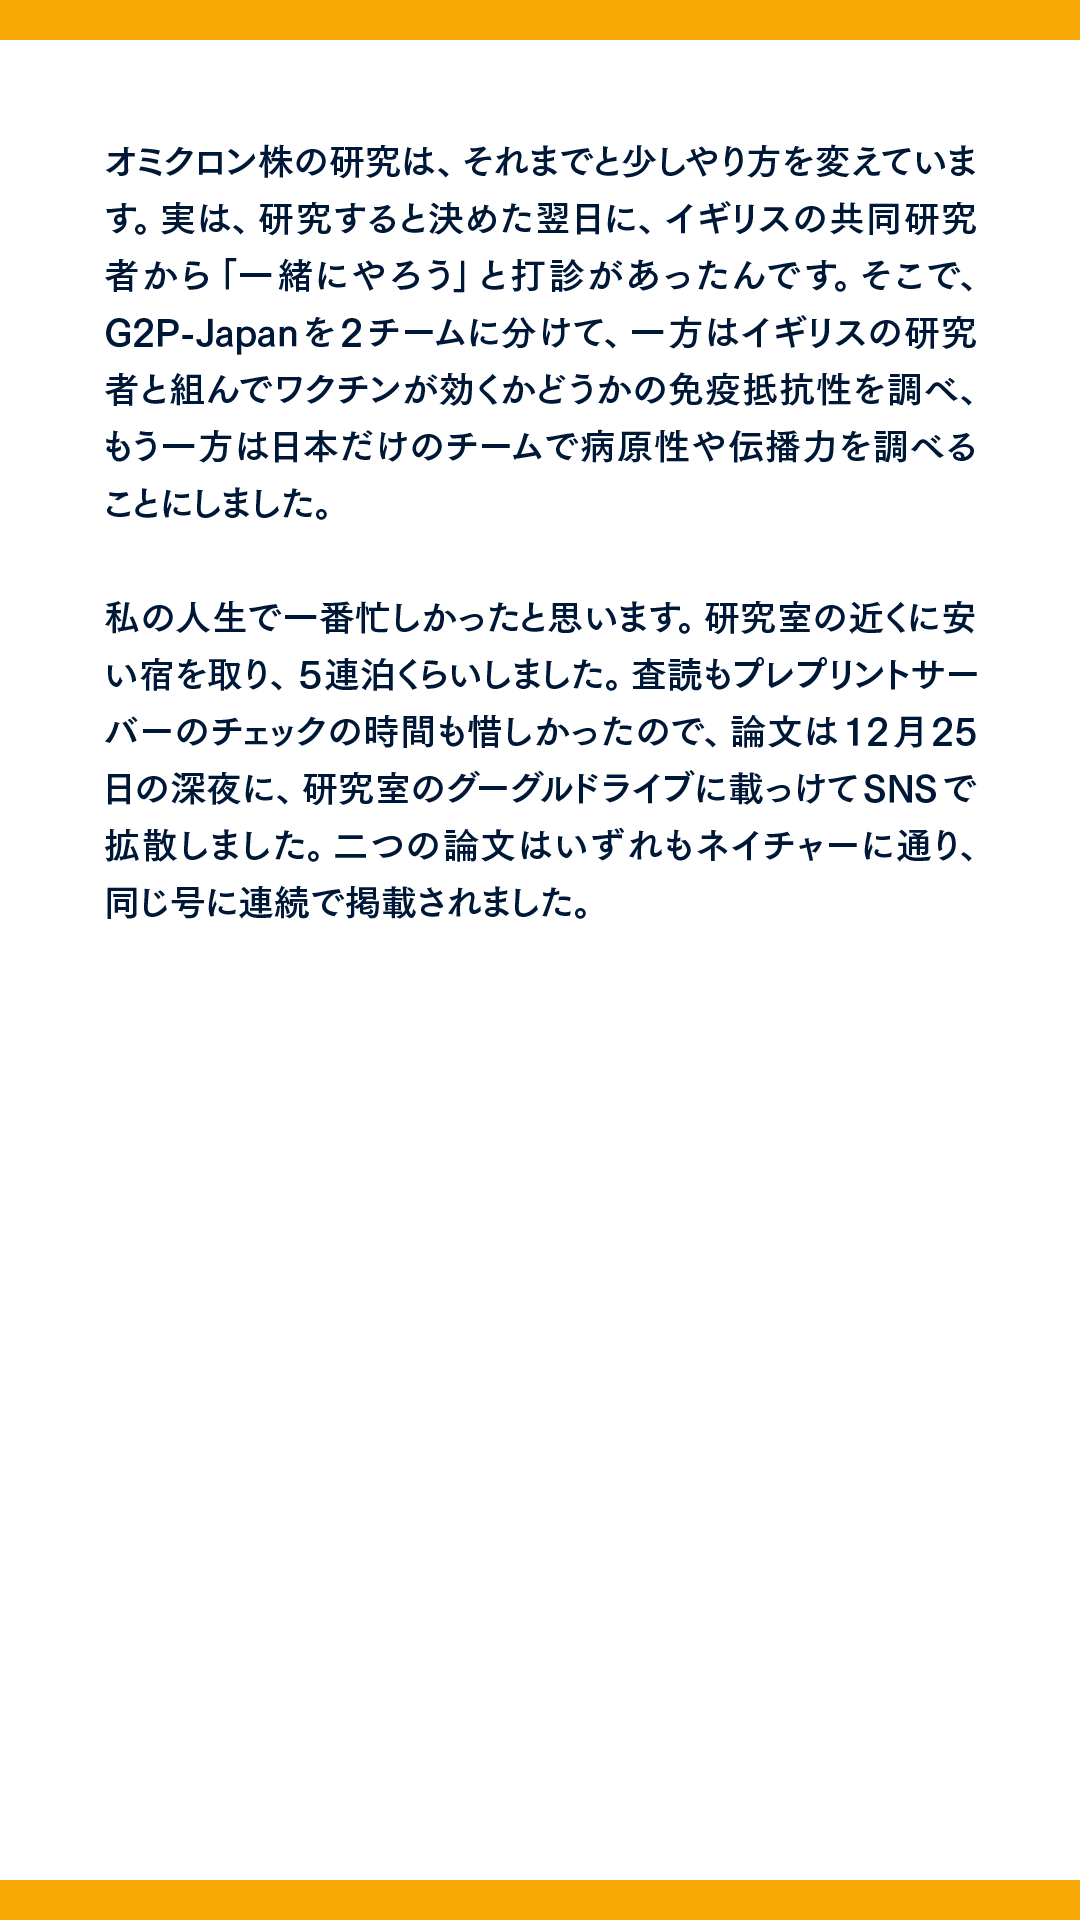 オミクロン株の研究は、それまでと少しやり方を変えていま
す。実は、研究すると決めた翌日に、イギリスの共同研究
者から「一緒にやろう」と打診があったんです。そこで、
G2P-Japanを2チームに分けて、一方はイギリスの研究
者と組んでワクチンが効くかどうかの免疫抵抗性を調べ、
もう一方は日本だけのチームで病原性や伝播力を調べる
ことにしました。
私の人生で一番忙しかったと思います。研究室の近くに安
い宿を取り、5連泊くらいしました。査読もプレプリントサー
バーのチェックの時間も惜しかったので、論文は12月25
日の深夜に、研究室のグーグルドライブに載っけてSNSで
拡散しました。二つの論文はいずれもネイチャーに通り、
同じ号に連続で掲載されました。